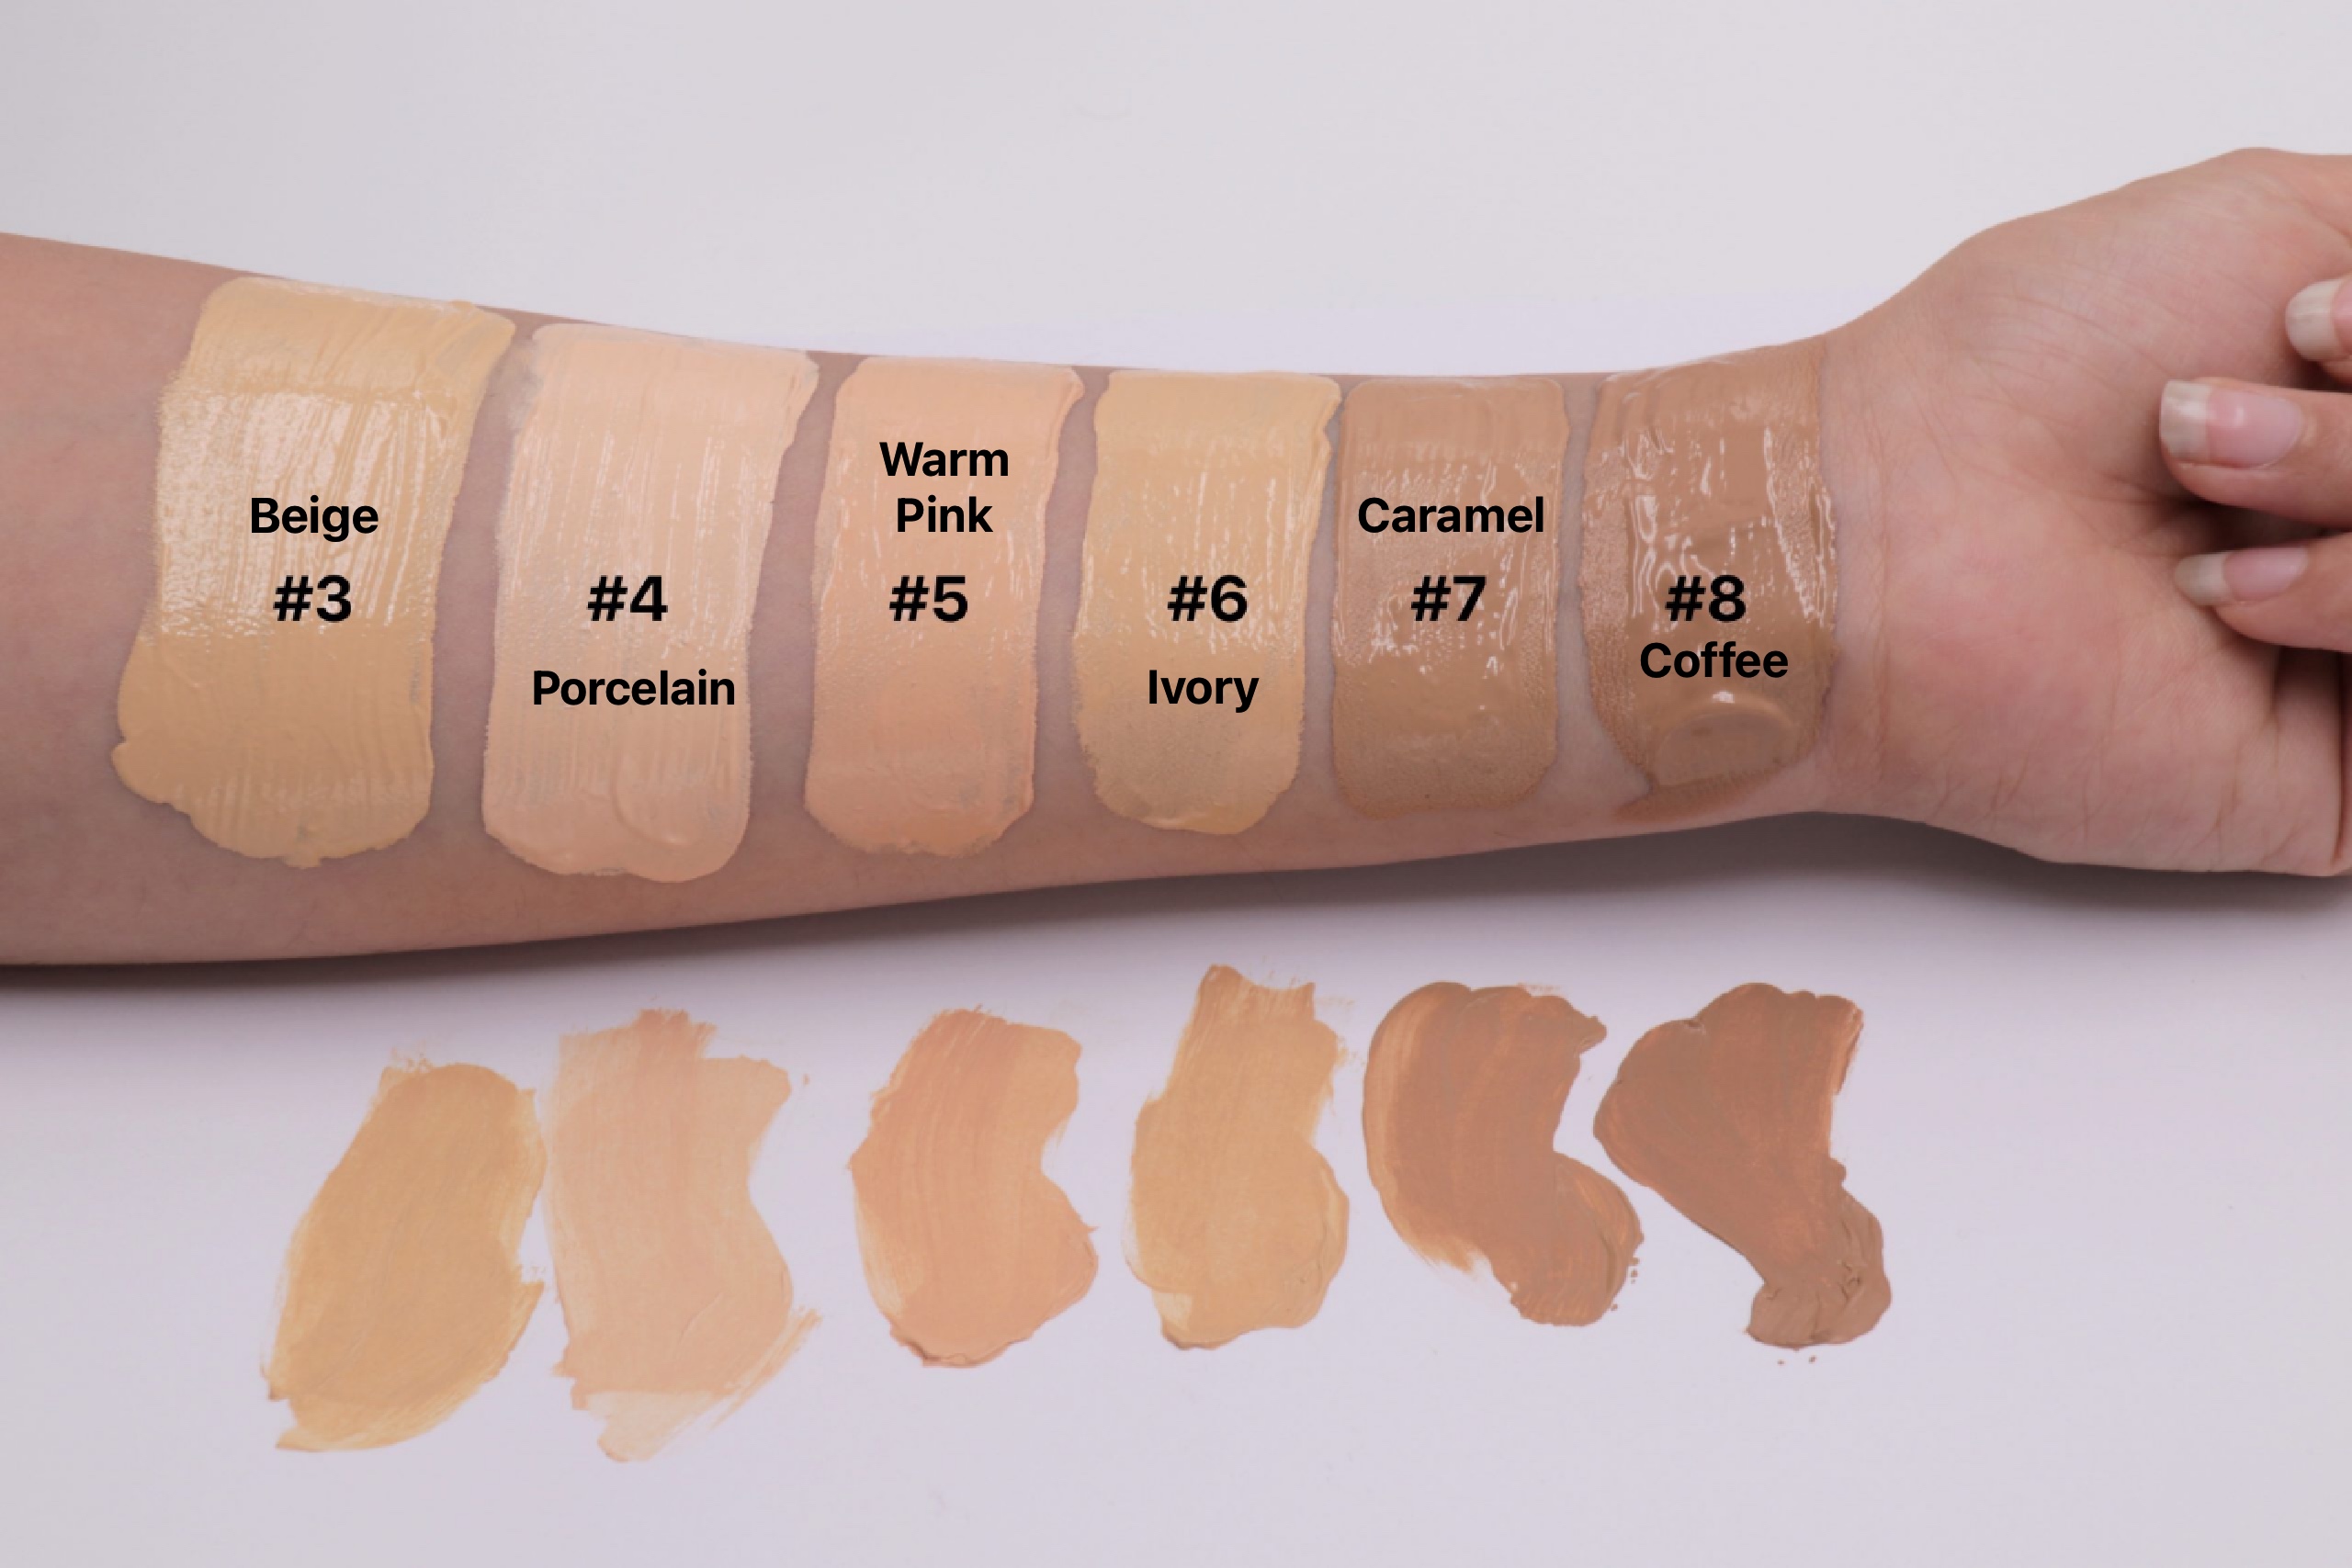 Beige
#3
#4
Porcelain
Warm
Pink
#5
#6
Ivory
Caramel
#7
#8
Coffee